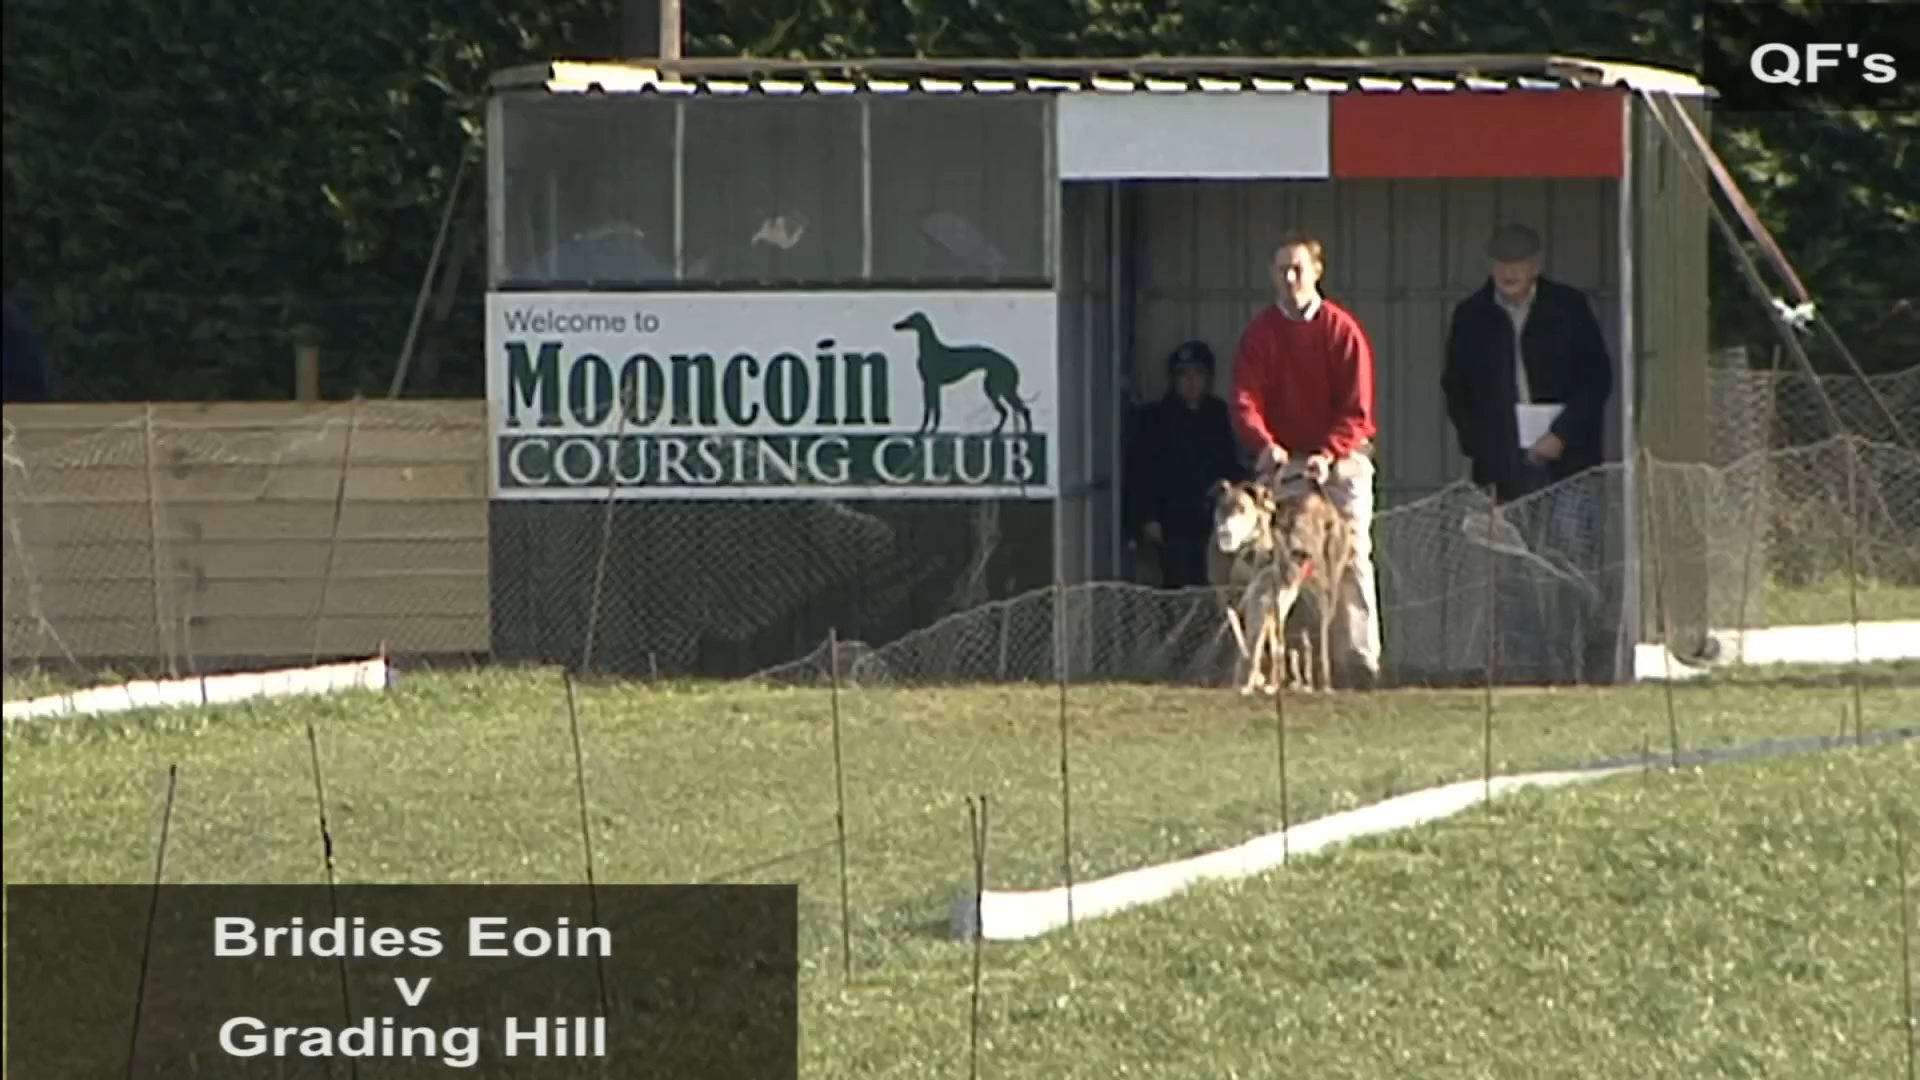 QF's
Welcome to
Mooncoin
COURSING CLUB
Bridies Eoin
v
Grading Hill